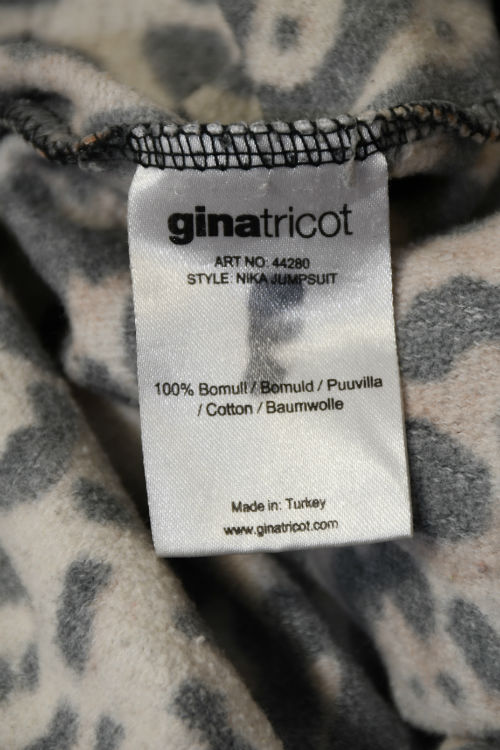 ginatricot
ART NO: 44280
STYLE: NIKA JUMPSUIT
100% Bomull / Bomuld / Puuvilla
/ Cotton / Baumwolle
Made in: Turkey
www.ginatricot.com